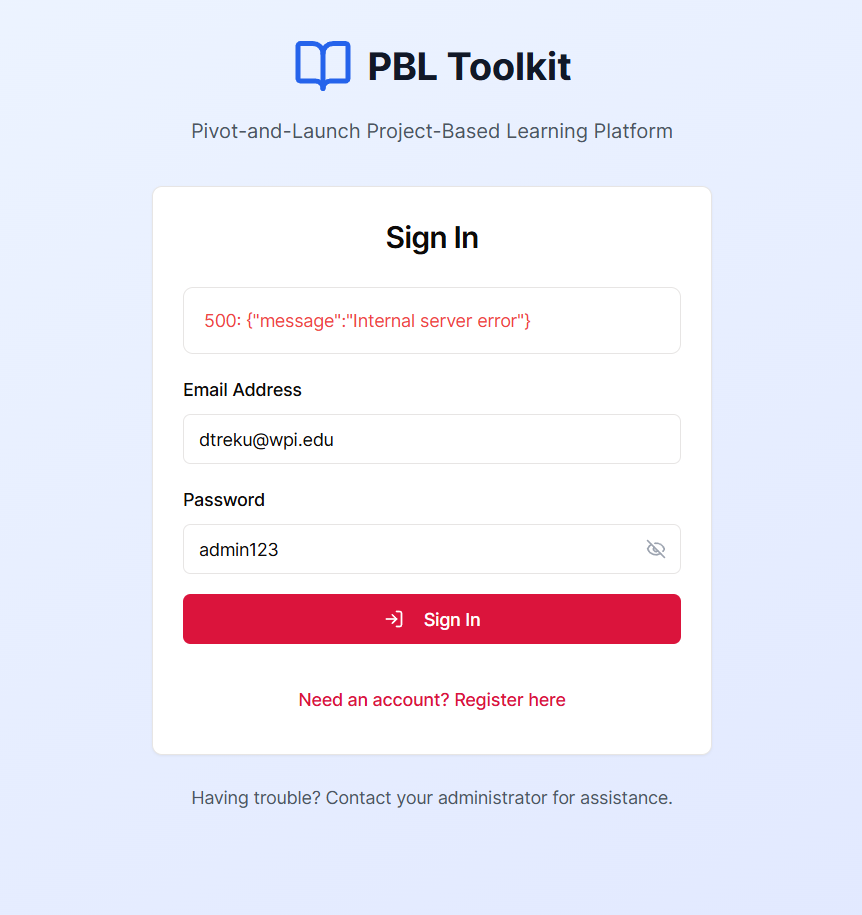 PBL Toolkit
Pivot-and-Launch Project-Based Learning Platform
Sign In
500: {"message":"Internal server error"}
Email Address
dtreku@wpi.edu
Password
admin123
Sign In
Need an account? Register here
Having trouble? Contact your administrator for assistance.